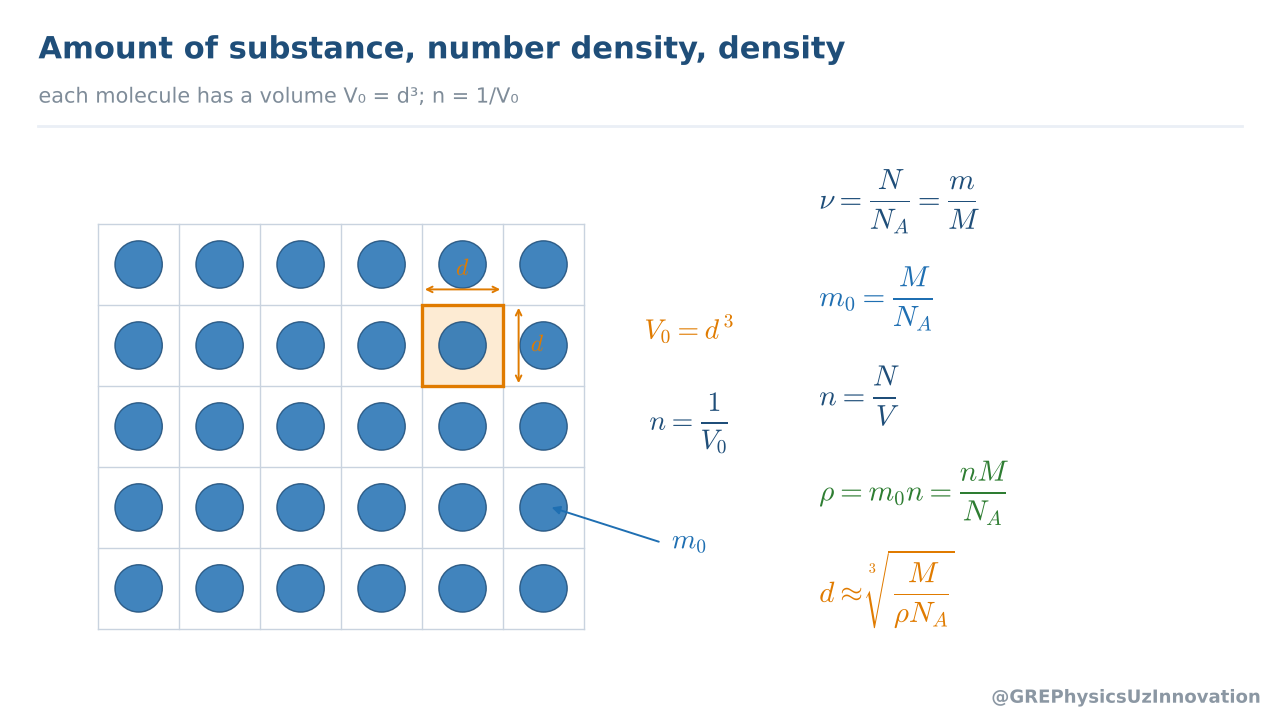 Amount of substance, number density, density
each molecule has a volume V₀ = d³; n = 1/V₀
d
d
V₀ = d³
n = 1/V₀
m₀
ν = N/N_A = m/M
m₀ = M/N_A
n = N/V
ρ = m₀n = nM/N_A
d ≈ ∛(M/ρN_A)
@GREPhysicsUzInnovation